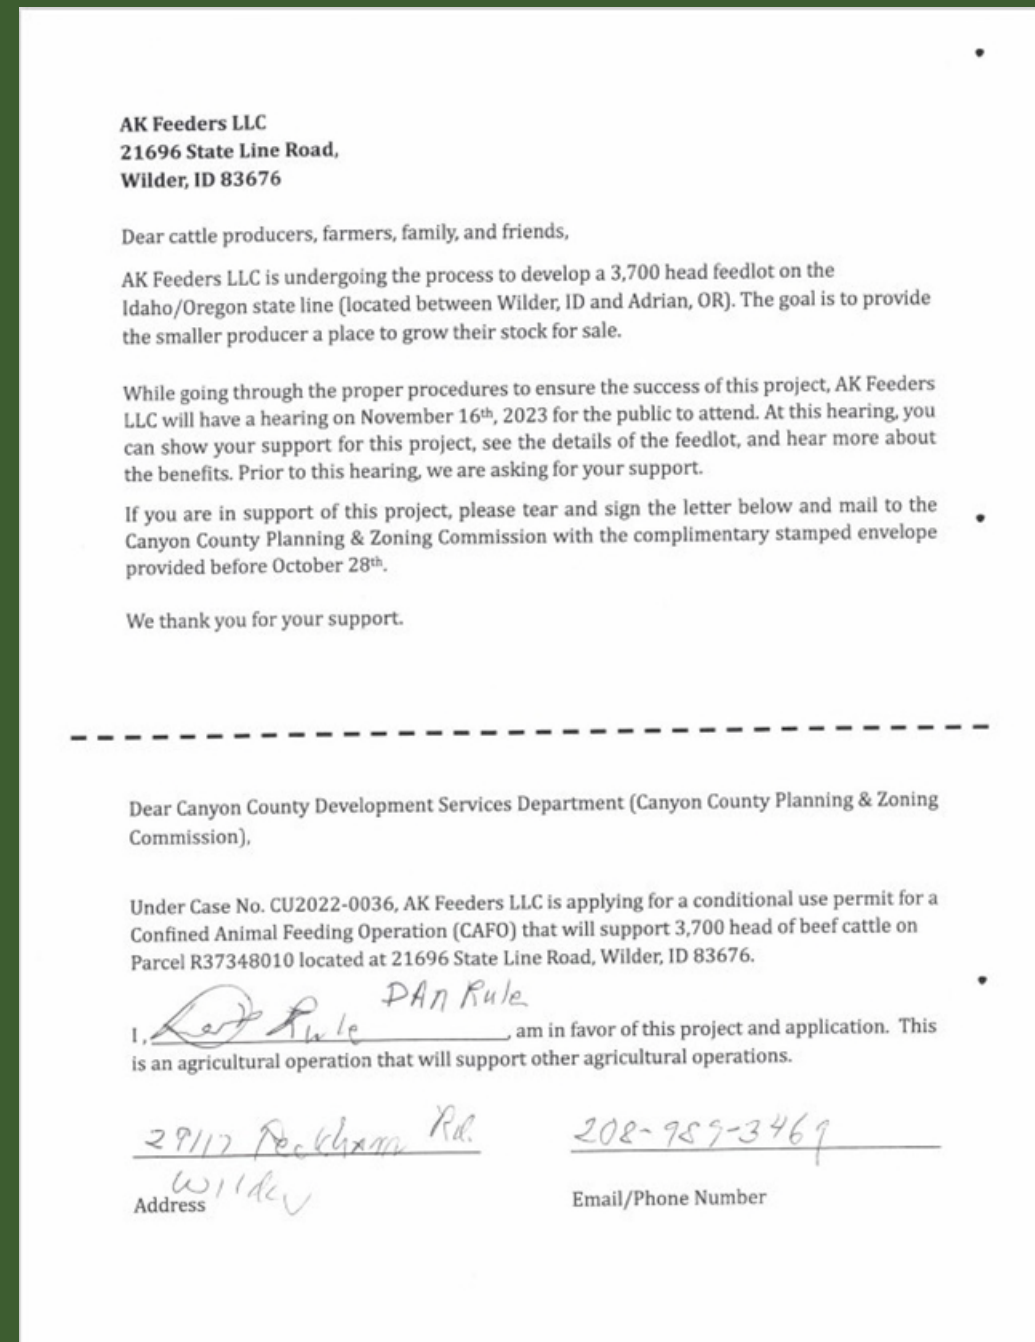 AK Feeders LLC
21696 State Line Road,
Wilder, ID 83676
Dear cattle producers, farmers, family, and friends,
AK Feeders LLC is undergoing the process to develop a 3,700 head feedlot on the
Idaho/Oregon state line (located between Wilder, ID and Adrian, OR). The goal is to provide
the smaller producer a place to grow their stock for sale.
While going through the proper procedures to ensure the success of this project, AK Feeders
LLC will have a hearing on November 16th, 2023 for the public to attend. At this hearing, you
can show your support for this project, see the details of the feedlot, and hear more about
the benefits. Prior to this hearing, we are asking for your support.
If you are in support of this project, please tear and sign the letter below and mail to the
Canyon County Planning & Zoning Commission with the complimentary stamped envelope
provided before October 28th.
We thank you for your support.
Dear Canyon County Development Services Department (Canyon County Planning & Zoning
Commission),
Under Case No. CU2022-0036, AK Feeders LLC is applying for a conditional use permit for a
Confined Animal Feeding Operation (CAFO) that will support 3,700 head of beef cattle on
Parcel R37348010 located at 21696 State Line Road, Wilder, ID 83676.
DAn Rule
I, Rule, am in favor of this project and application. This
is an agricultural operation that will support other agricultural operations.
Peckham Rd. 208-989-3469
Wilder
Address Email/Phone Number